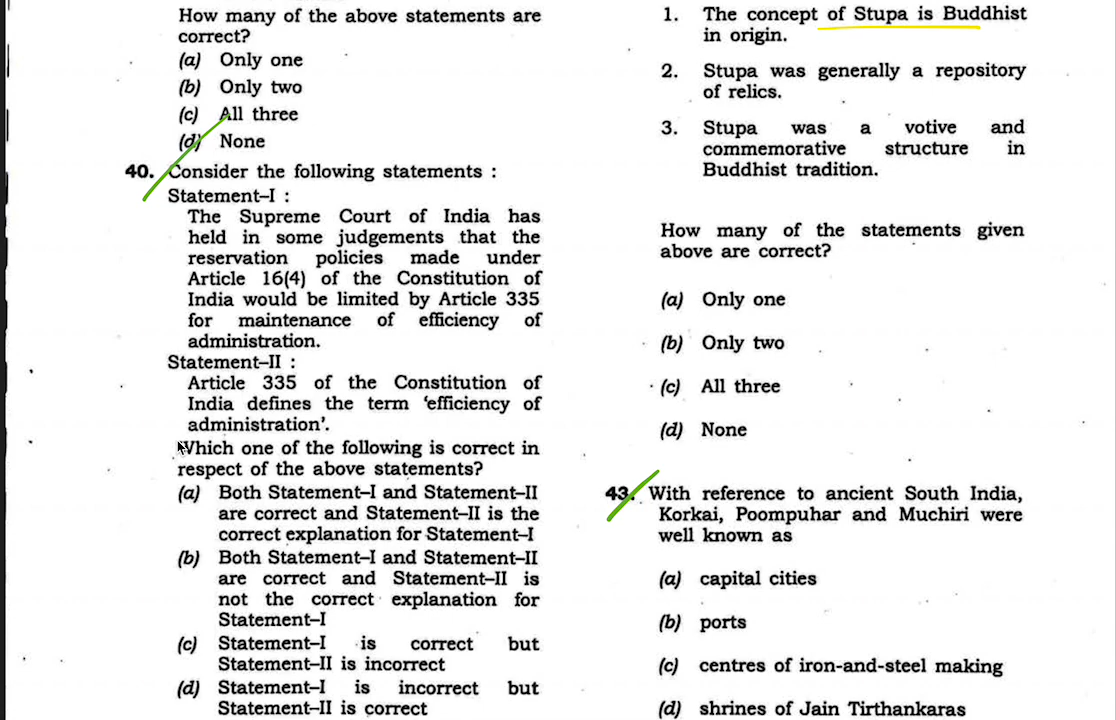 How many of the above statements are
correct?
(a) Only one
(b) Only two
(c) All three
(d) None
40. Consider the following statements :
Statement–I :
The Supreme Court of India has
held in some judgements that the
reservation policies made under
Article 16(4) of the Constitution of
India would be limited by Article 335
for maintenance of efficiency of
administration.
Statement–II :
Article 335 of the Constitution of
India defines the term ‘efficiency of
administration’.
Which one of the following is correct in
respect of the above statements?
(a) Both Statement–I and Statement–II
are correct and Statement–II is the
correct explanation for Statement–I
(b) Both Statement–I and Statement–II
are correct and Statement–II is
not the correct explanation for
Statement–I
(c) Statement–I is correct but
Statement–II is incorrect
(d) Statement–I is incorrect but
Statement–II is correct
1. The concept of Stupa is Buddhist
in origin.
2. Stupa was generally a repository
of relics.
3. Stupa was a votive and
commemorative structure in
Buddhist tradition.
How many of the statements given
above are correct?
(a) Only one
(b) Only two
(c) All three
(d) None
43. With reference to ancient South India,
Korkai, Poompuhar and Muchiri were
well known as
(a) capital cities
(b) ports
(c) centres of iron-and-steel making
(d) shrines of Jain Tirthankaras